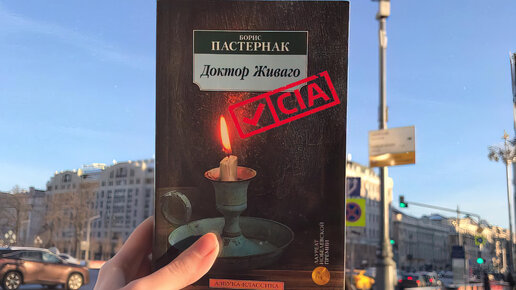 БОРИС
ПАСТЕРНАК
Доктор Живаго
CIA
ЛАУРЕАТ
НОБЕЛЕВСКОЙ
ПРЕМИИ
АЗБУКА-КЛАССИКА